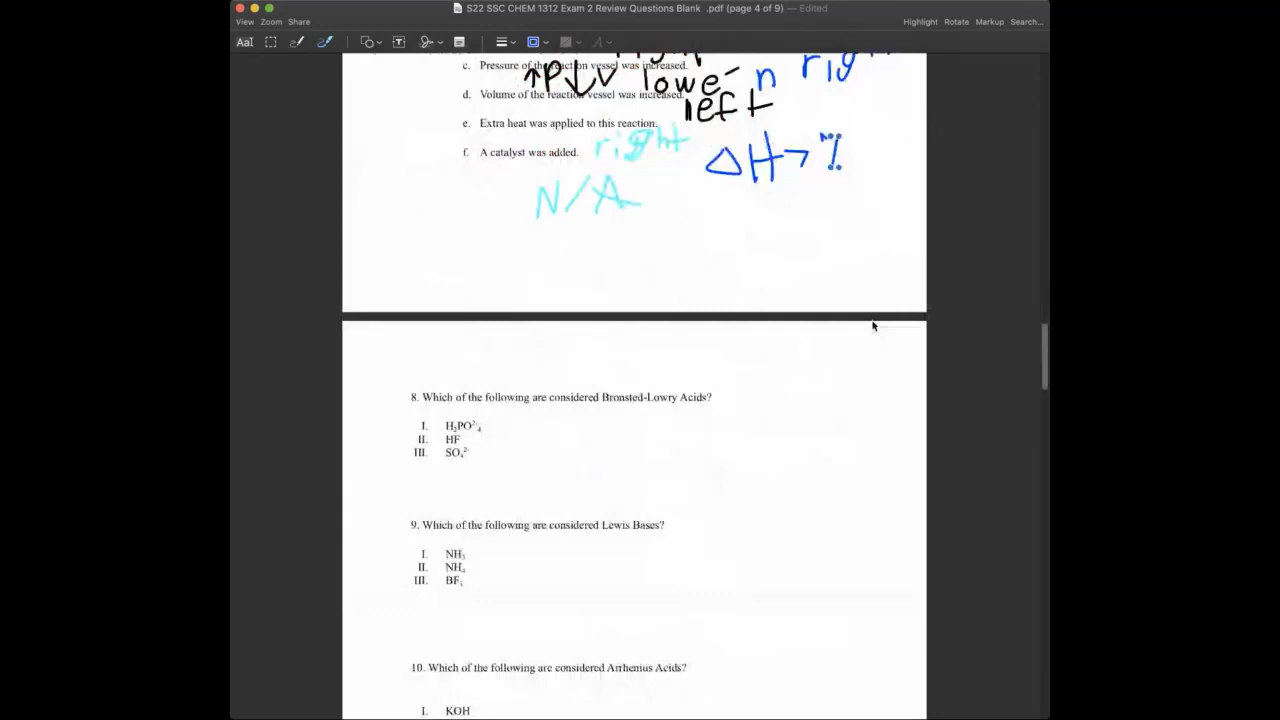 S22 SSC CHEM 1312 Exam 2 Review Questions Blank .pdf (page 4 of 9) — Edited
View Zoom Share
Highlight Rotate Markup Search...
c. Pressure of the reaction vessel was increased.
↑P↓V lower n right
d. Volume of the reaction vessel was increased.
left
e. Extra heat was applied to this reaction.
right
f. A catalyst was added.
ΔH >
N/A
8. Which of the following are considered Bronsted-Lowry Acids?
I. H₂PO²⁻₄
II. HF
III. SO₄²⁻
9. Which of the following are considered Lewis Bases?
I. NH₃
II. NH₄
III. BF₃
10. Which of the following are considered Arrhenius Acids?
I. KOH